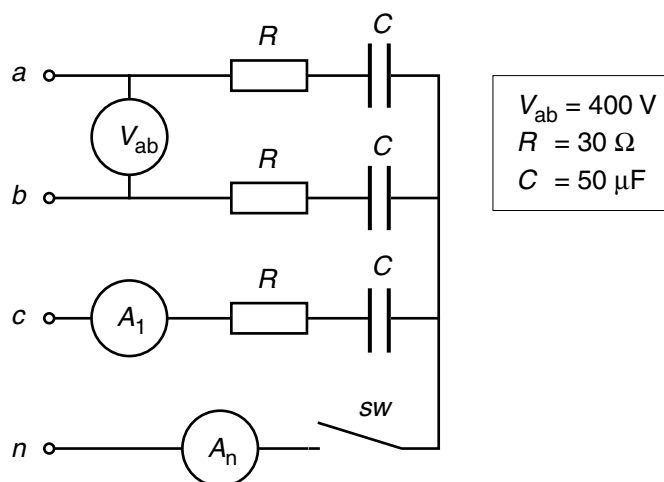 C
R
a
V_ab
V_ab = 400 V
R = 30 Ω
C = 50 μF
C
R
b
C
R
c
A_1
sw
n
A_n